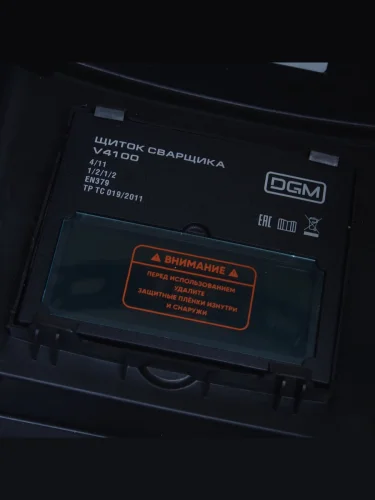 ЩИТОК СВАРЩИКА
V4100
4/11
1/2/1/2
EN379
ТР ТС 019/2011
DGM
EAC
ВНИМАНИЕ
ПЕРЕД ИСПОЛЬЗОВАНИЕМ
УДАЛИТЕ
ЗАЩИТНЫЕ ПЛЁНКИ ИЗНУТРИ
И СНАРУЖИ